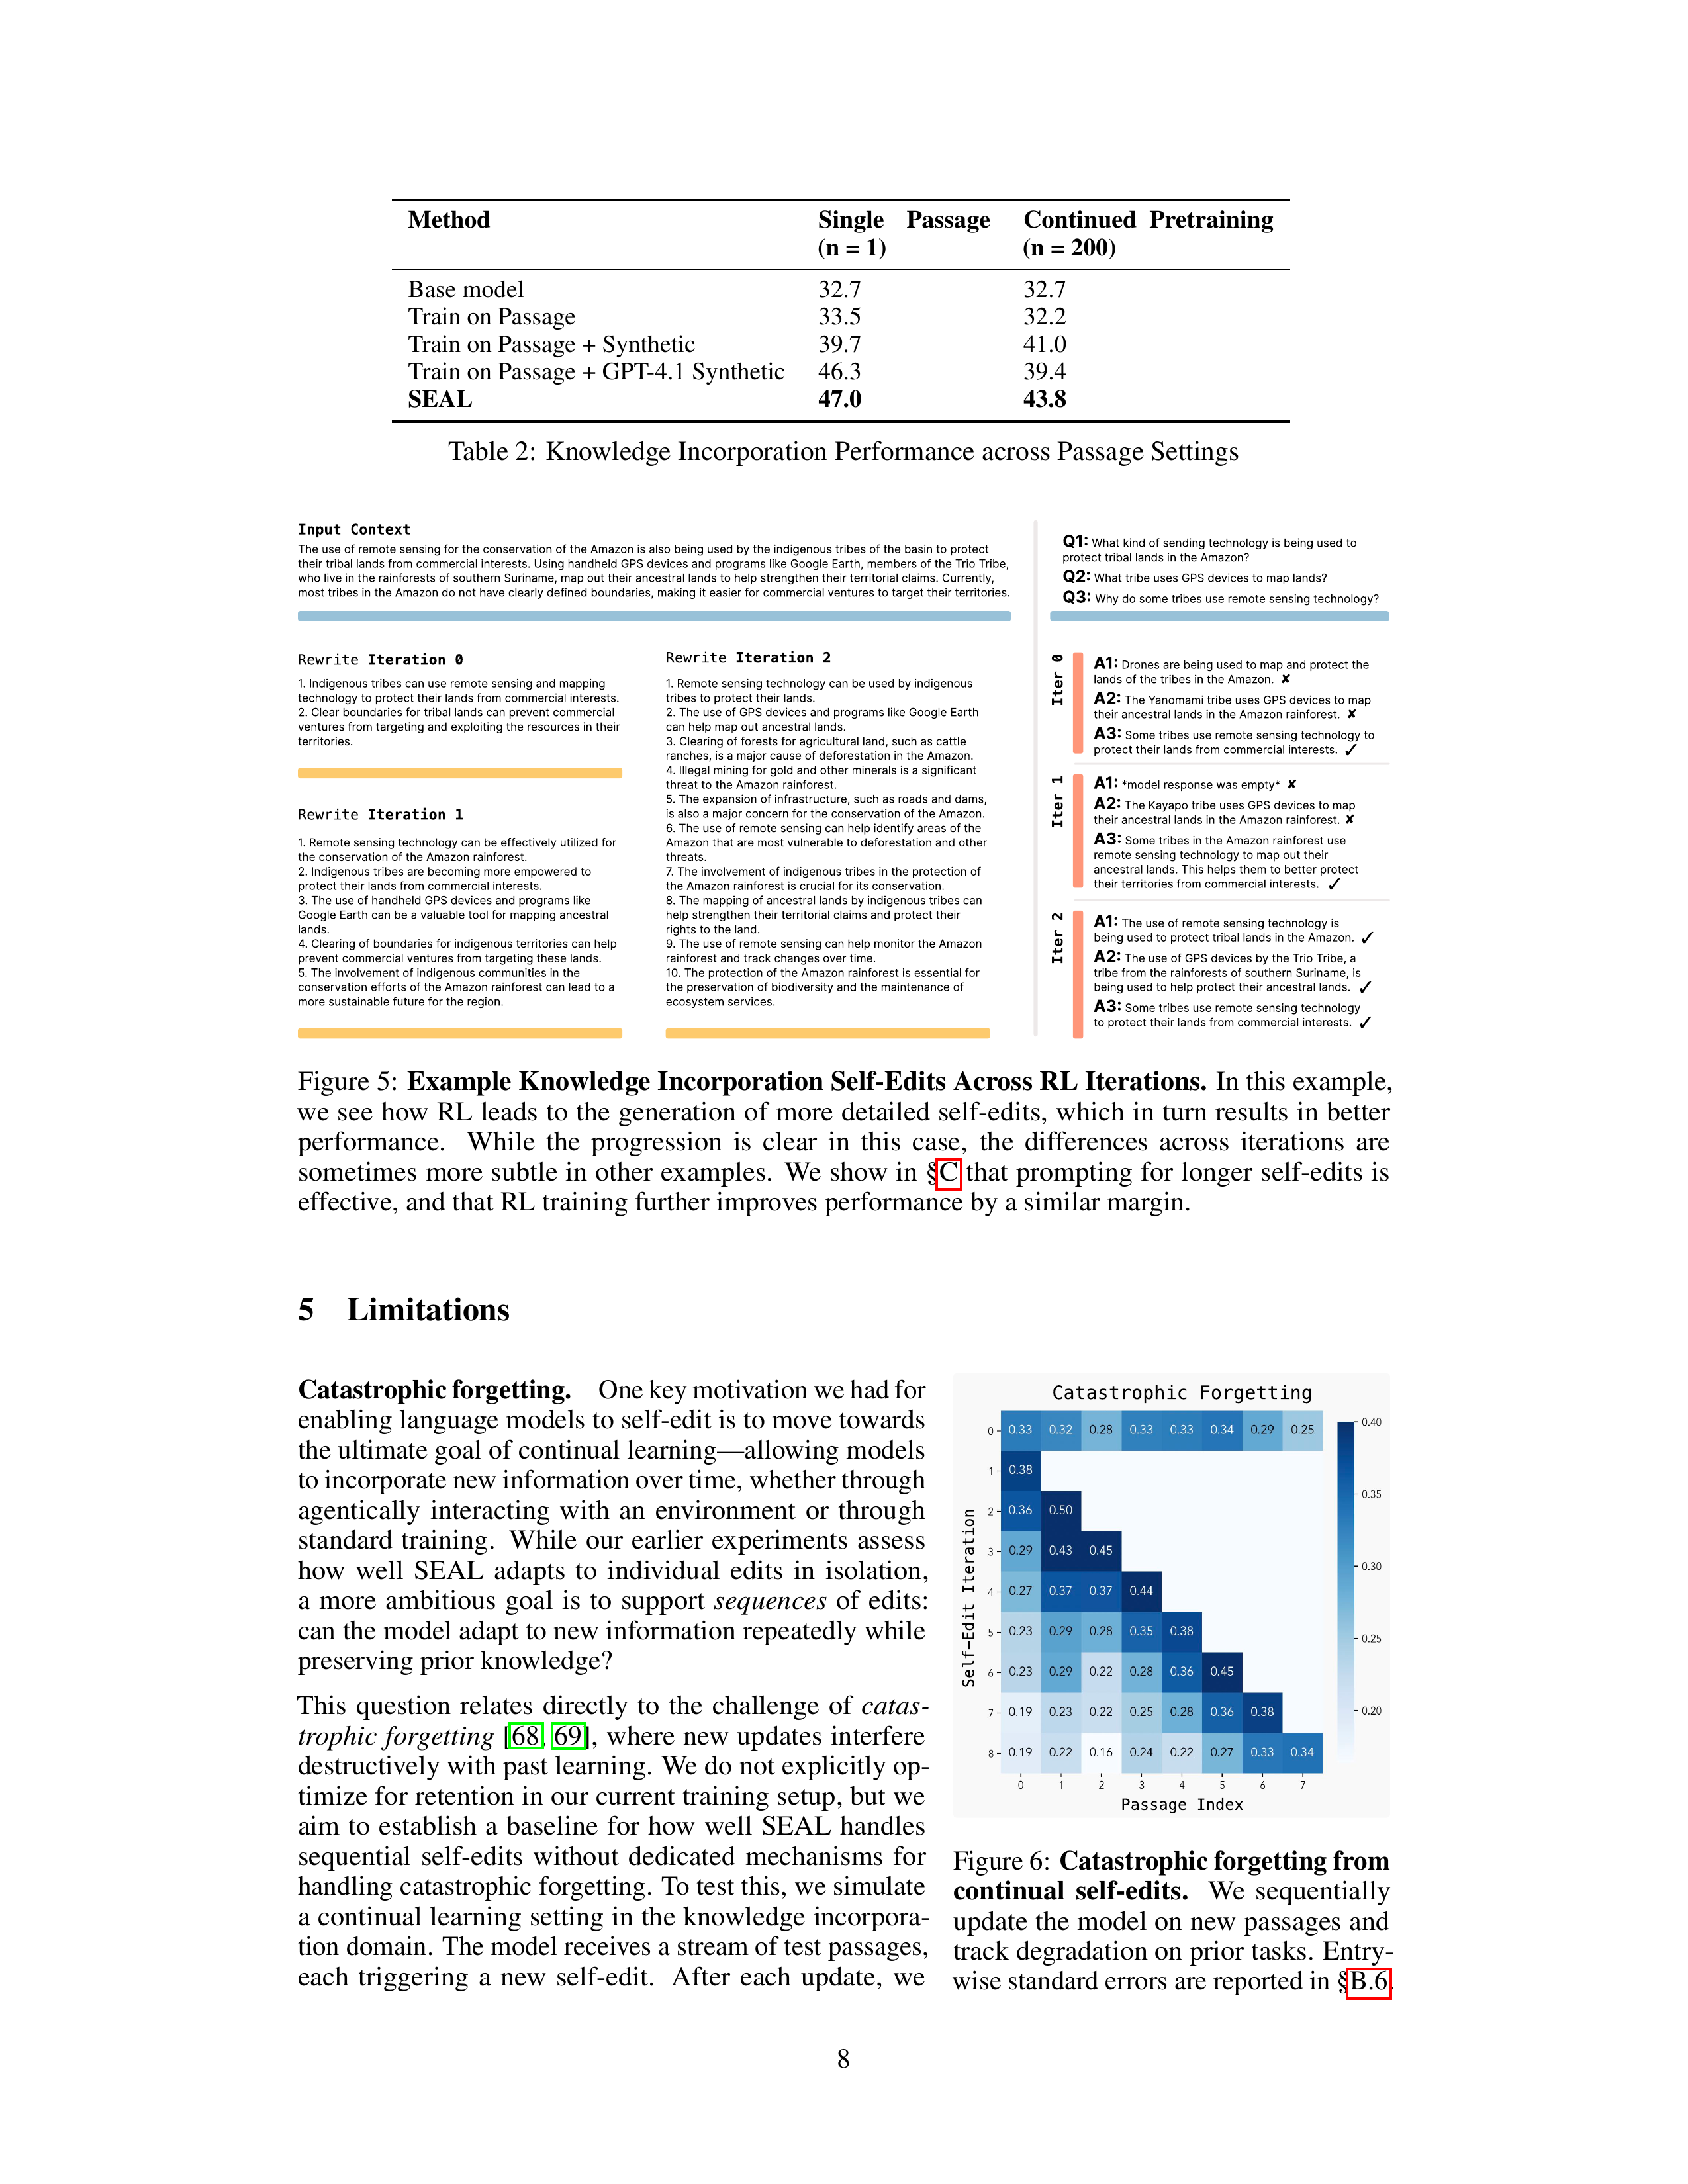 Method Single Passage Continued Pretraining
(n = 1) (n = 200)
Base model 32.7 32.7
Train on Passage 33.5 32.2
Train on Passage + Synthetic 39.7 41.0
Train on Passage + GPT-4.1 Synthetic 46.3 39.4
SEAL 47.0 43.8
Table 2: Knowledge Incorporation Performance across Passage Settings
Input Context
The use of remote sensing for the conservation of the Amazon is also being used by the indigenous tribes of the basin to protect
their tribal lands from commercial interests. Using handheld GPS devices and programs like Google Earth, members of the Trio Tribe,
who live in the rainforests of southern Suriname, map out their ancestral lands to help strengthen their territorial claims. Currently,
most tribes in the Amazon do not have clearly defined boundaries, making it easier for commercial ventures to target their territories.
Rewrite Iteration 0
1. Indigenous tribes can use remote sensing and mapping
technology to protect their lands from commercial interests.
2. Clear boundaries for tribal lands can prevent commercial
ventures from targeting and exploiting the resources in their
territories.
Rewrite Iteration 1
1. Remote sensing technology can be effectively utilized for
the conservation of the Amazon rainforest.
2. Indigenous tribes are becoming more empowered to
protect their lands from commercial interests.
3. The use of handheld GPS devices and programs like
Google Earth can be a valuable tool for mapping ancestral
lands.
4. Clearing of boundaries for indigenous territories can help
prevent commercial ventures from targeting these lands.
5. The involvement of indigenous communities in the
conservation efforts of the Amazon rainforest can lead to a
more sustainable future for the region.
Rewrite Iteration 2
1. Remote sensing technology can be used by indigenous
tribes to protect their lands.
2. The use of GPS devices and programs like Google Earth
can help map out ancestral lands.
3. Clearing of forests for agricultural land, such as cattle
ranches, is a major cause of deforestation in the Amazon.
4. Illegal mining for gold and other minerals is a significant
threat to the Amazon rainforest.
5. The expansion of infrastructure, such as roads and dams,
is also a major concern for the conservation of the Amazon.
6. The use of remote sensing can help identify areas of the
Amazon that are most vulnerable to deforestation and other
threats.
7. The involvement of indigenous tribes in the protection of
the Amazon rainforest is crucial for its conservation.
8. The mapping of ancestral lands by indigenous tribes can
help strengthen their territorial claims and protect their
rights to the land.
9. The use of remote sensing can help monitor the Amazon
rainforest and track changes over time.
10. The protection of the Amazon rainforest is essential for
the preservation of biodiversity and the maintenance of
ecosystem services.
Q1: What kind of sending technology is being used to
protect tribal lands in the Amazon?
Q2: What tribe uses GPS devices to map lands?
Q3: Why do some tribes use remote sensing technology?
Iter 0
A1: Drones are being used to map and protect the
lands of the tribes in the Amazon. ✘
A2: The Yanomami tribe uses GPS devices to map
their ancestral lands in the Amazon rainforest. ✘
A3: Some tribes use remote sensing technology to
protect their lands from commercial interests. ✓
Iter 1
A1: *model response was empty* ✘
A2: The Kayapo tribe uses GPS devices to map
their ancestral lands in the Amazon rainforest. ✘
A3: Some tribes in the Amazon rainforest use
remote sensing technology to map out their
ancestral lands. This helps them to better protect
their territories from commercial interests. ✓
Iter 2
A1: The use of remote sensing technology is
being used to protect tribal lands in the Amazon. ✓
A2: The use of GPS devices by the Trio Tribe, a
tribe from the rainforests of southern Suriname, is
being used to help protect their ancestral lands. ✓
A3: Some tribes use remote sensing technology
to protect their lands from commercial interests. ✓
Figure 5: Example Knowledge Incorporation Self-Edits Across RL Iterations. In this example,
we see how RL leads to the generation of more detailed self-edits, which in turn results in better
performance. While the progression is clear in this case, the differences across iterations are
sometimes more subtle in other examples. We show in §C that prompting for longer self-edits is
effective, and that RL training further improves performance by a similar margin.
5 Limitations
Catastrophic forgetting. One key motivation we had for
enabling language models to self-edit is to move towards
the ultimate goal of continual learning—allowing models
to incorporate new information over time, whether through
agentically interacting with an environment or through
standard training. While our earlier experiments assess
how well SEAL adapts to individual edits in isolation,
a more ambitious goal is to support sequences of edits:
can the model adapt to new information repeatedly while
preserving prior knowledge?
This question relates directly to the challenge of catas-
trophic forgetting [68, 69], where new updates interfere
destructively with past learning. We do not explicitly op-
timize for retention in our current training setup, but we
aim to establish a baseline for how well SEAL handles
sequential self-edits without dedicated mechanisms for
handling catastrophic forgetting. To test this, we simulate
a continual learning setting in the knowledge incorpora-
tion domain. The model receives a stream of test passages,
each triggering a new self-edit. After each update, we
Catastrophic Forgetting
Self-Edit Iteration
0 0.33 0.32 0.28 0.33 0.33 0.34 0.29 0.25
1 0.38
2 0.36 0.50
3 0.29 0.43 0.45
4 0.27 0.37 0.37 0.44
5 0.23 0.29 0.28 0.35 0.38
6 0.23 0.29 0.22 0.28 0.36 0.45
7 0.19 0.23 0.22 0.25 0.28 0.36 0.38
8 0.19 0.22 0.16 0.24 0.22 0.27 0.33 0.34
0 1 2 3 4 5 6 7
Passage Index
0.40
0.35
0.30
0.25
0.20
Figure 6: Catastrophic forgetting from
continual self-edits. We sequentially
update the model on new passages and
track degradation on prior tasks. Entry-
wise standard errors are reported in §B.6.
8